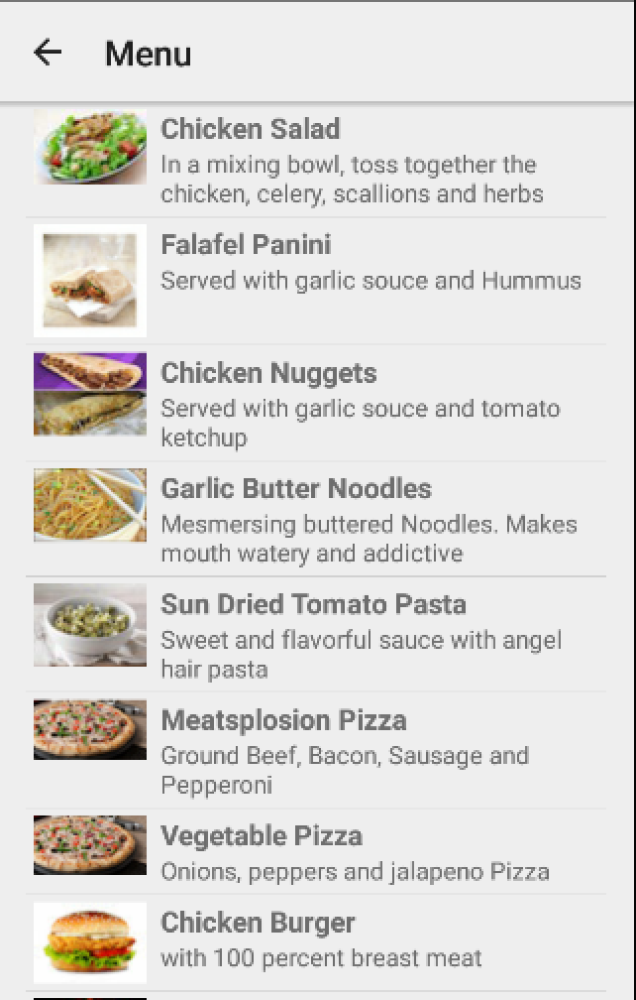 Menu
Chicken Salad
In a mixing bowl, toss together the
chicken, celery, scallions and herbs
Falafel Panini
Served with garlic souce and Hummus
Chicken Nuggets
Served with garlic souce and tomato
ketchup
Garlic Butter Noodles
Mesmersing buttered Noodles. Makes
mouth watery and addictive
Sun Dried Tomato Pasta
Sweet and flavorful sauce with angel
hair pasta
Meatsplosion Pizza
Ground Beef, Bacon, Sausage and
Pepperoni
Vegetable Pizza
Onions, peppers and jalapeno Pizza
Chicken Burger
with 100 percent breast meat